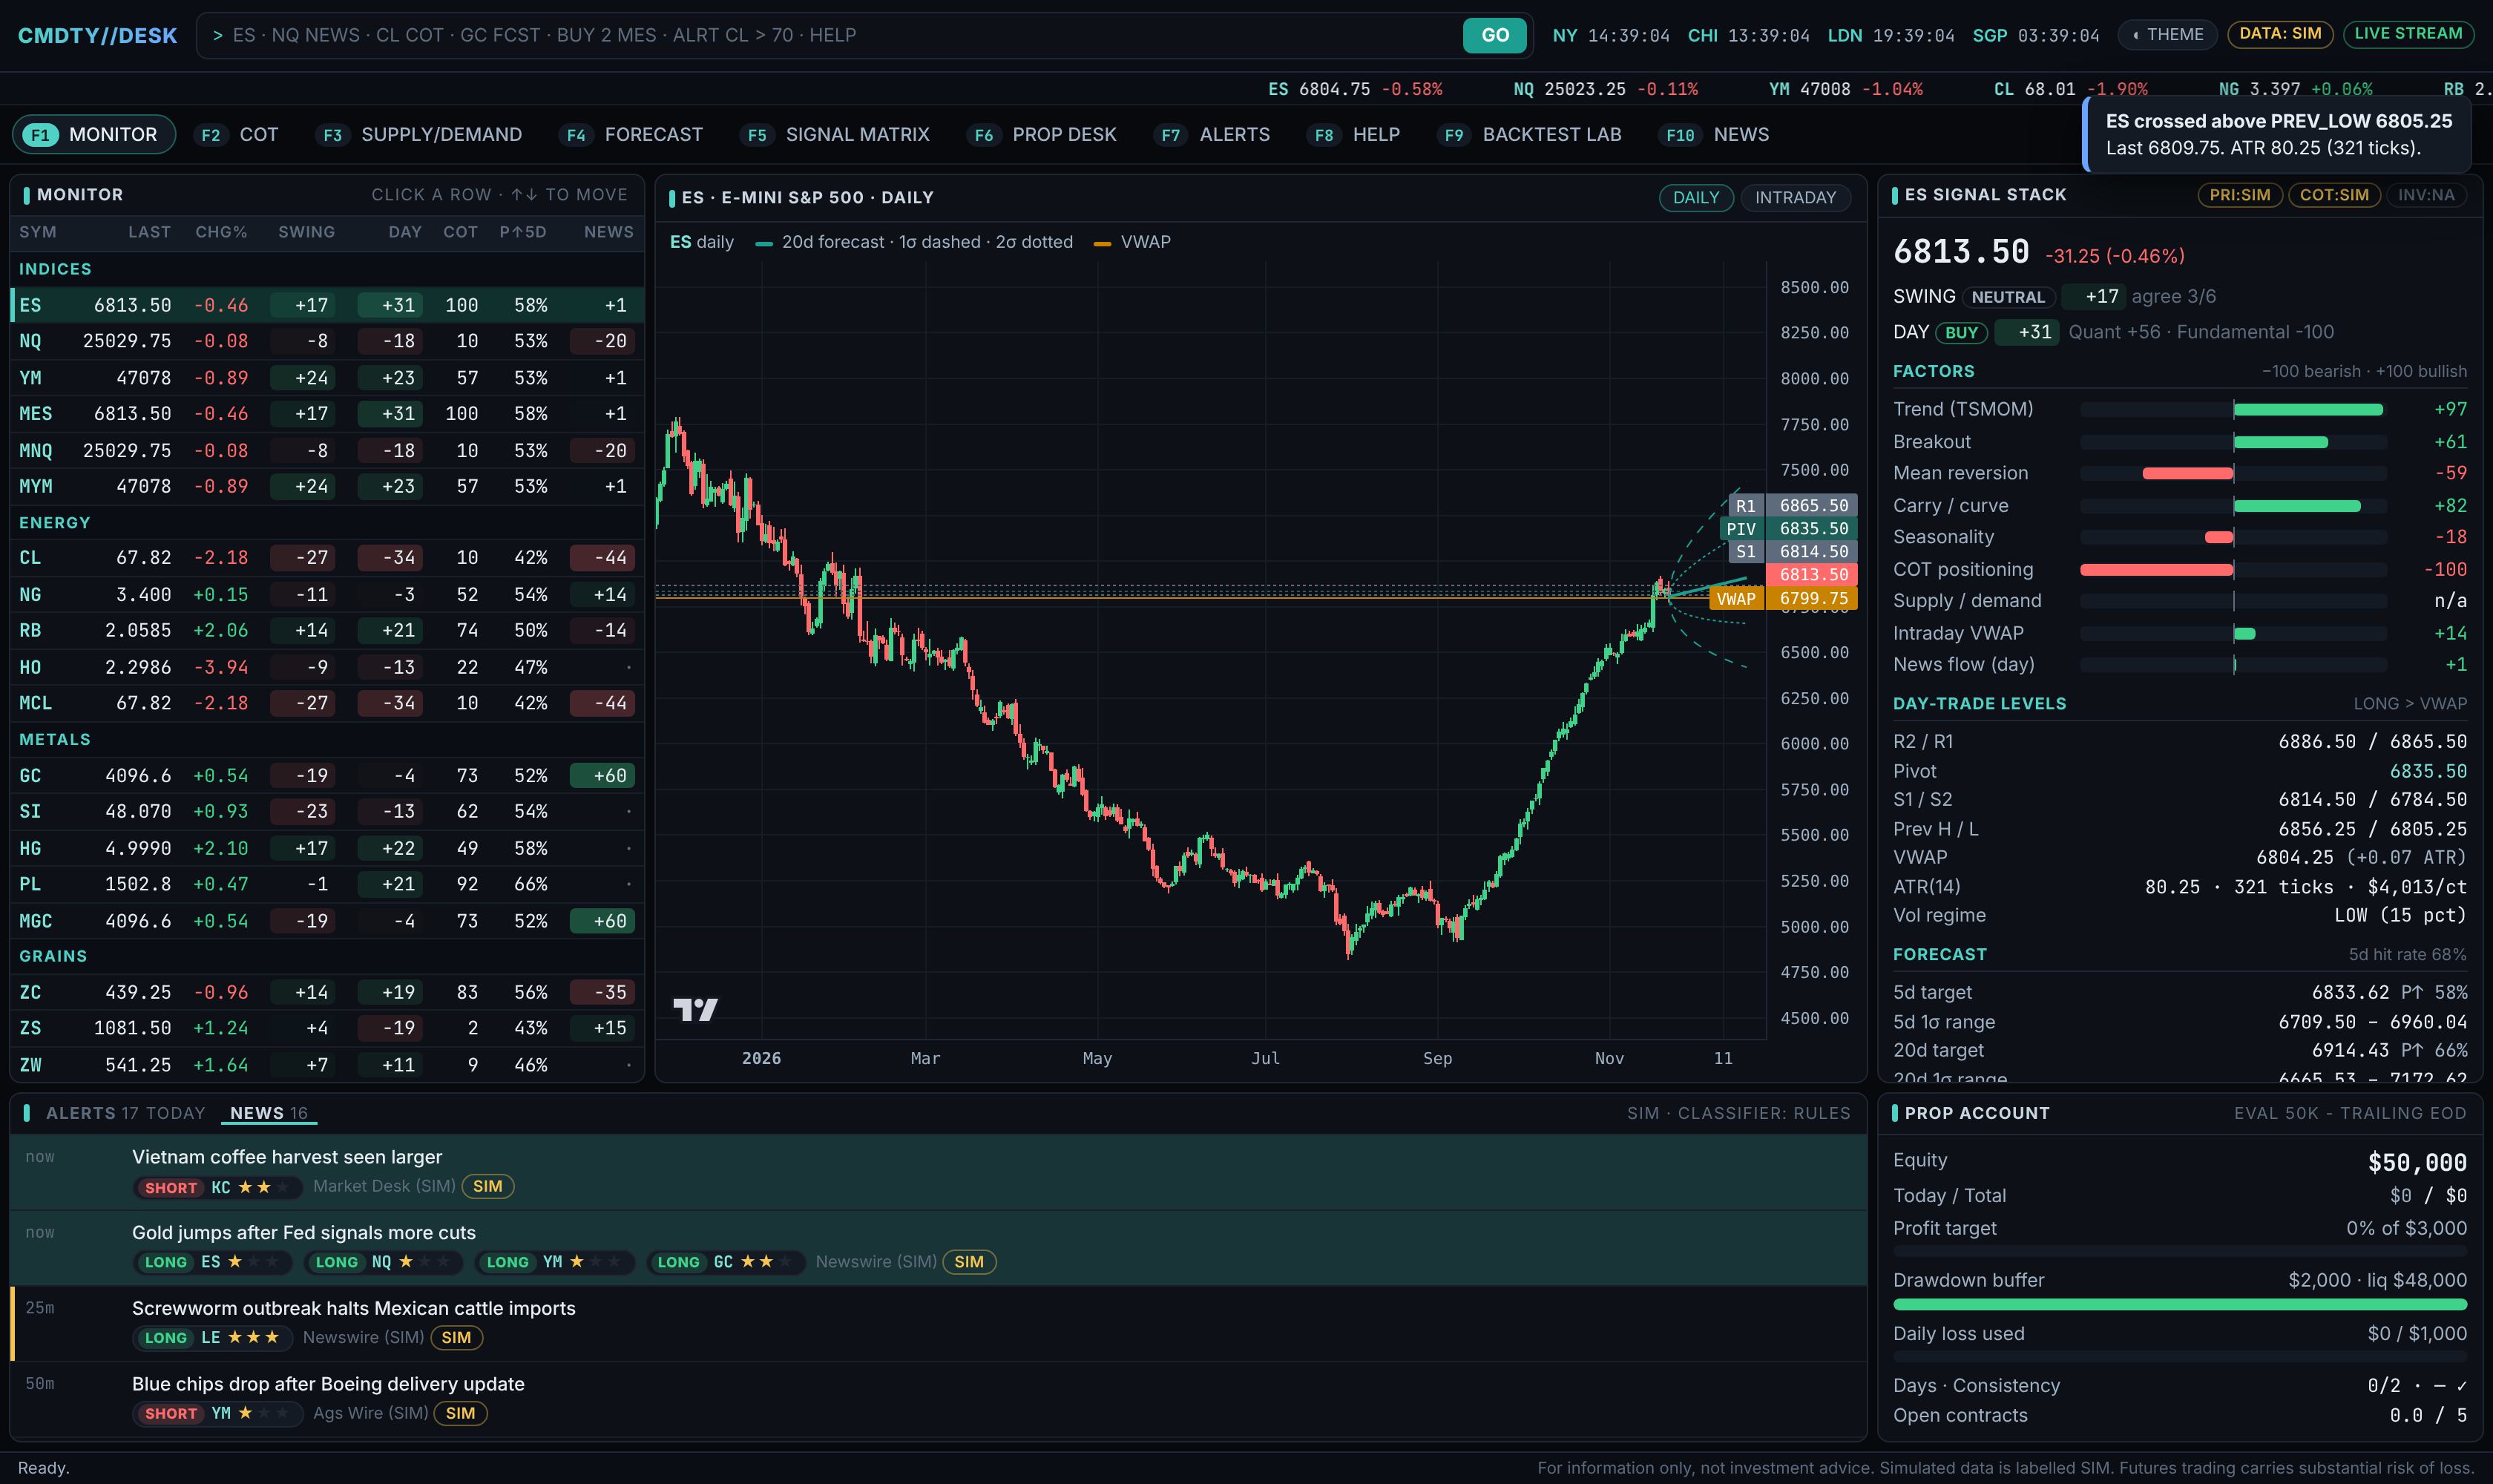 CMDTY//DESK
> ES · NQ NEWS · CL COT · GC FCST · BUY 2 MES · ALRT CL > 70 · HELP
GO
NY 14:39:04 CHI 13:39:04 LDN 19:39:04 SGP 03:39:04
THEME
DATA: SIM
LIVE STREAM
ES 6804.75 -0.58% NQ 25023.25 -0.11% YM 47008 -1.04% CL 68.01 -1.90% NG 3.397 +0.06% RB 2.
F1 MONITOR F2 COT F3 SUPPLY/DEMAND F4 FORECAST F5 SIGNAL MATRIX F6 PROP DESK F7 ALERTS F8 HELP F9 BACKTEST LAB F10 NEWS
ES crossed above PREV_LOW 6805.25
Last 6809.75. ATR 80.25 (321 ticks).
MONITOR CLICK A ROW · ↑↓ TO MOVE
SYM LAST CHG% SWING DAY COT P↑5D NEWS
INDICES
ES 6813.50 -0.46 +17 +31 100 58% +1
NQ 25029.75 -0.08 -8 -18 10 53% -20
YM 47078 -0.89 +24 +23 57 53% +1
MES 6813.50 -0.46 +17 +31 100 58% +1
MNQ 25029.75 -0.08 -8 -18 10 53% -20
MYM 47078 -0.89 +24 +23 57 53% +1
ENERGY
CL 67.82 -2.18 -27 -34 10 42% -44
NG 3.400 +0.15 -11 -3 52 54% +14
RB 2.0585 +2.06 +14 +21 74 50% -14
HO 2.2986 -3.94 -9 -13 22 47% ·
MCL 67.82 -2.18 -27 -34 10 42% -44
METALS
GC 4096.6 +0.54 -19 -4 73 52% +60
SI 48.070 +0.93 -23 -13 62 54% ·
HG 4.9990 +2.10 +17 +22 49 58% ·
PL 1502.8 +0.47 -1 +21 92 66% ·
MGC 4096.6 +0.54 -19 -4 73 52% +60
GRAINS
ZC 439.25 -0.96 +14 +19 83 56% -35
ZS 1081.50 +1.24 +4 -19 2 43% +15
ZW 541.25 +1.64 +7 +11 9 46% ·
ES · E-MINI S&P 500 · DAILY
DAILY INTRADAY
ES daily 20d forecast · 1σ dashed · 2σ dotted VWAP
8500.00
8250.00
8000.00
7750.00
7500.00
R1 6865.50
PIV 6835.50
S1 6814.50
6813.50
VWAP 6799.75
6500.00
6250.00
6000.00
5750.00
5500.00
5250.00
5000.00
4750.00
4500.00
2026 Mar May Jul Sep Nov 11
ES SIGNAL STACK PRI:SIM COT:SIM INV:NA
6813.50 -31.25 (-0.46%)
SWING NEUTRAL +17 agree 3/6
DAY BUY +31 Quant +56 · Fundamental -100
FACTORS −100 bearish · +100 bullish
Trend (TSMOM) +97
Breakout +61
Mean reversion -59
Carry / curve +82
Seasonality -18
COT positioning -100
Supply / demand n/a
Intraday VWAP +14
News flow (day) +1
DAY-TRADE LEVELS LONG > VWAP
R2 / R1 6886.50 / 6865.50
Pivot 6835.50
S1 / S2 6814.50 / 6784.50
Prev H / L 6856.25 / 6805.25
VWAP 6804.25 (+0.07 ATR)
ATR(14) 80.25 · 321 ticks · $4,013/ct
Vol regime LOW (15 pct)
FORECAST 5d hit rate 68%
5d target 6833.62 P↑ 58%
5d 1σ range 6709.50 – 6960.04
20d target 6914.43 P↑ 66%
20d 1σ range 6665.53 – 7172.62
ALERTS 17 TODAY NEWS 16 SIM · CLASSIFIER: RULES
now Vietnam coffee harvest seen larger
SHORT KC ★★★ Market Desk (SIM) SIM
now Gold jumps after Fed signals more cuts
LONG ES ★★★ LONG NQ ★★★ LONG YM ★★★ LONG GC ★★★ Newswire (SIM) SIM
25m Screwworm outbreak halts Mexican cattle imports
LONG LE ★★★ Newswire (SIM) SIM
50m Blue chips drop after Boeing delivery update
SHORT YM ★★★ Ags Wire (SIM) SIM
PROP ACCOUNT EVAL 50K - TRAILING EOD
Equity $50,000
Today / Total $0 / $0
Profit target 0% of $3,000
Drawdown buffer $2,000 · liq $48,000
Daily loss used $0 / $1,000
Days · Consistency 0/2 · — ✓
Open contracts 0.0 / 5
Ready.
For information only, not investment advice. Simulated data is labelled SIM. Futures trading carries substantial risk of loss.